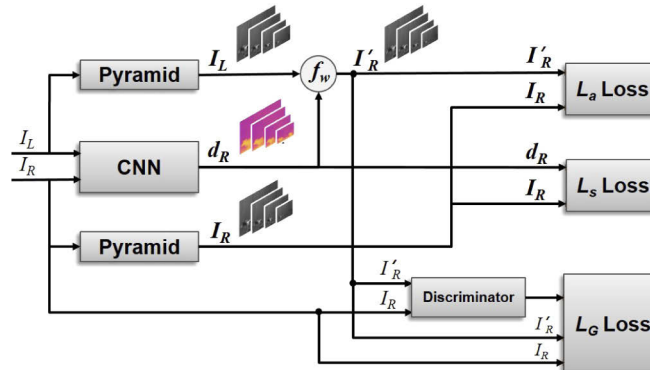 I_L
f_w
I'_R
I'_R
Pyramid
I_R
L_a Loss
I_L
I_R
CNN
d_R
d_R
L_s Loss
I_R
Pyramid
I_R
I'_R
I_R
Discriminator
L_G Loss
I'_R
I_R